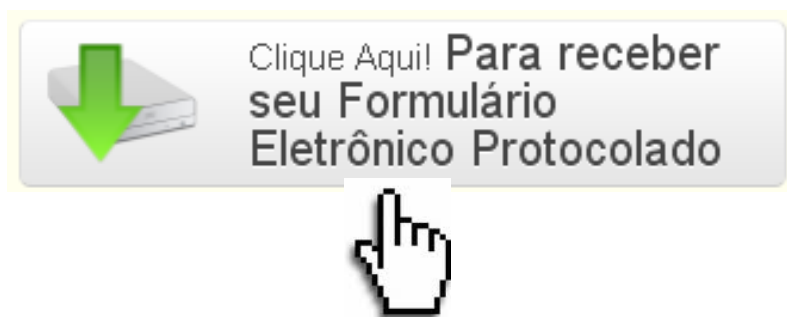 Clique Aqui! Para receber
seu Formulário
Eletrônico Protocolado